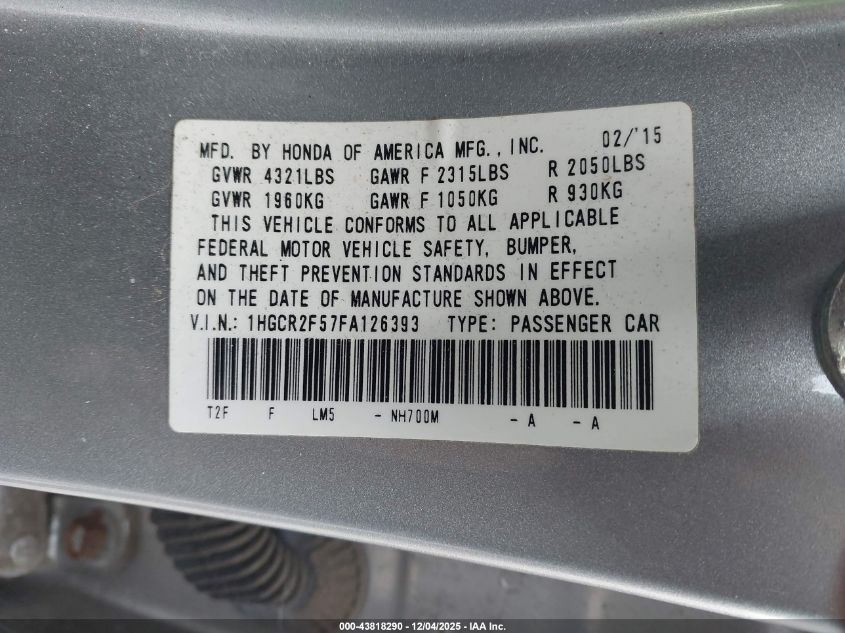 MFD. BY HONDA OF AMERICA MFG., INC. 02/'15
GVWR 4321LBS GAWR F 2315LBS R 2050LBS
GVWR 1960KG GAWR F 1050KG R 930KG
THIS VEHICLE CONFORMS TO ALL APPLICABLE
FEDERAL MOTOR VEHICLE SAFETY, BUMPER,
AND THEFT PREVENTION STANDARDS IN EFFECT
ON THE DATE OF MANUFACTURE SHOWN ABOVE.
V.I.N.: 1HGCR2F57FA126393 TYPE: PASSENGER CAR
T2F F LM5 - NH700M - A - A
000-43818290 - 12/04/2025 - IAA Inc.